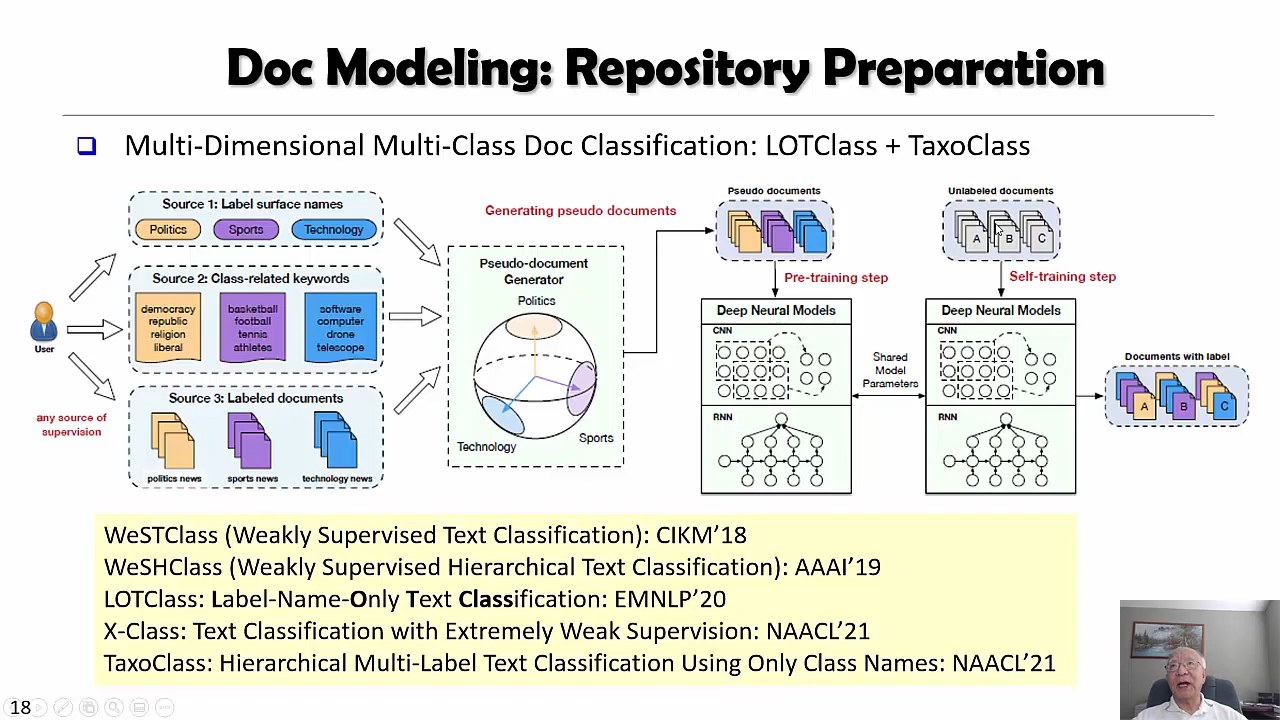 Doc Modeling: Repository Preparation
Multi-Dimensional Multi-Class Doc Classification: LOTClass + TaxoClass
Source 1: Label surface names
Politics
Sports
Technology
Source 2: Class-related keywords
democracy
republic
religion
liberal
basketball
football
tennis
athletes
software
computer
drone
telescope
User
any source of
supervision
Source 3: Labeled documents
politics news
sports news
technology news
Generating pseudo documents
Pseudo-document
Generator
Politics
Technology
Sports
Pseudo documents
Pre-training step
Deep Neural Models
CNN
RNN
Shared
Model
Parameters
Unlabeled documents
A
B
C
Self-training step
Deep Neural Models
CNN
RNN
Documents with label
A
B
C
WeSTClass (Weakly Supervised Text Classification): CIKM’18
WeSHClass (Weakly Supervised Hierarchical Text Classification): AAAI’19
LOTClass: Label-Name-Only Text Classification: EMNLP’20
X-Class: Text Classification with Extremely Weak Supervision: NAACL’21
TaxoClass: Hierarchical Multi-Label Text Classification Using Only Class Names: NAACL’21
18